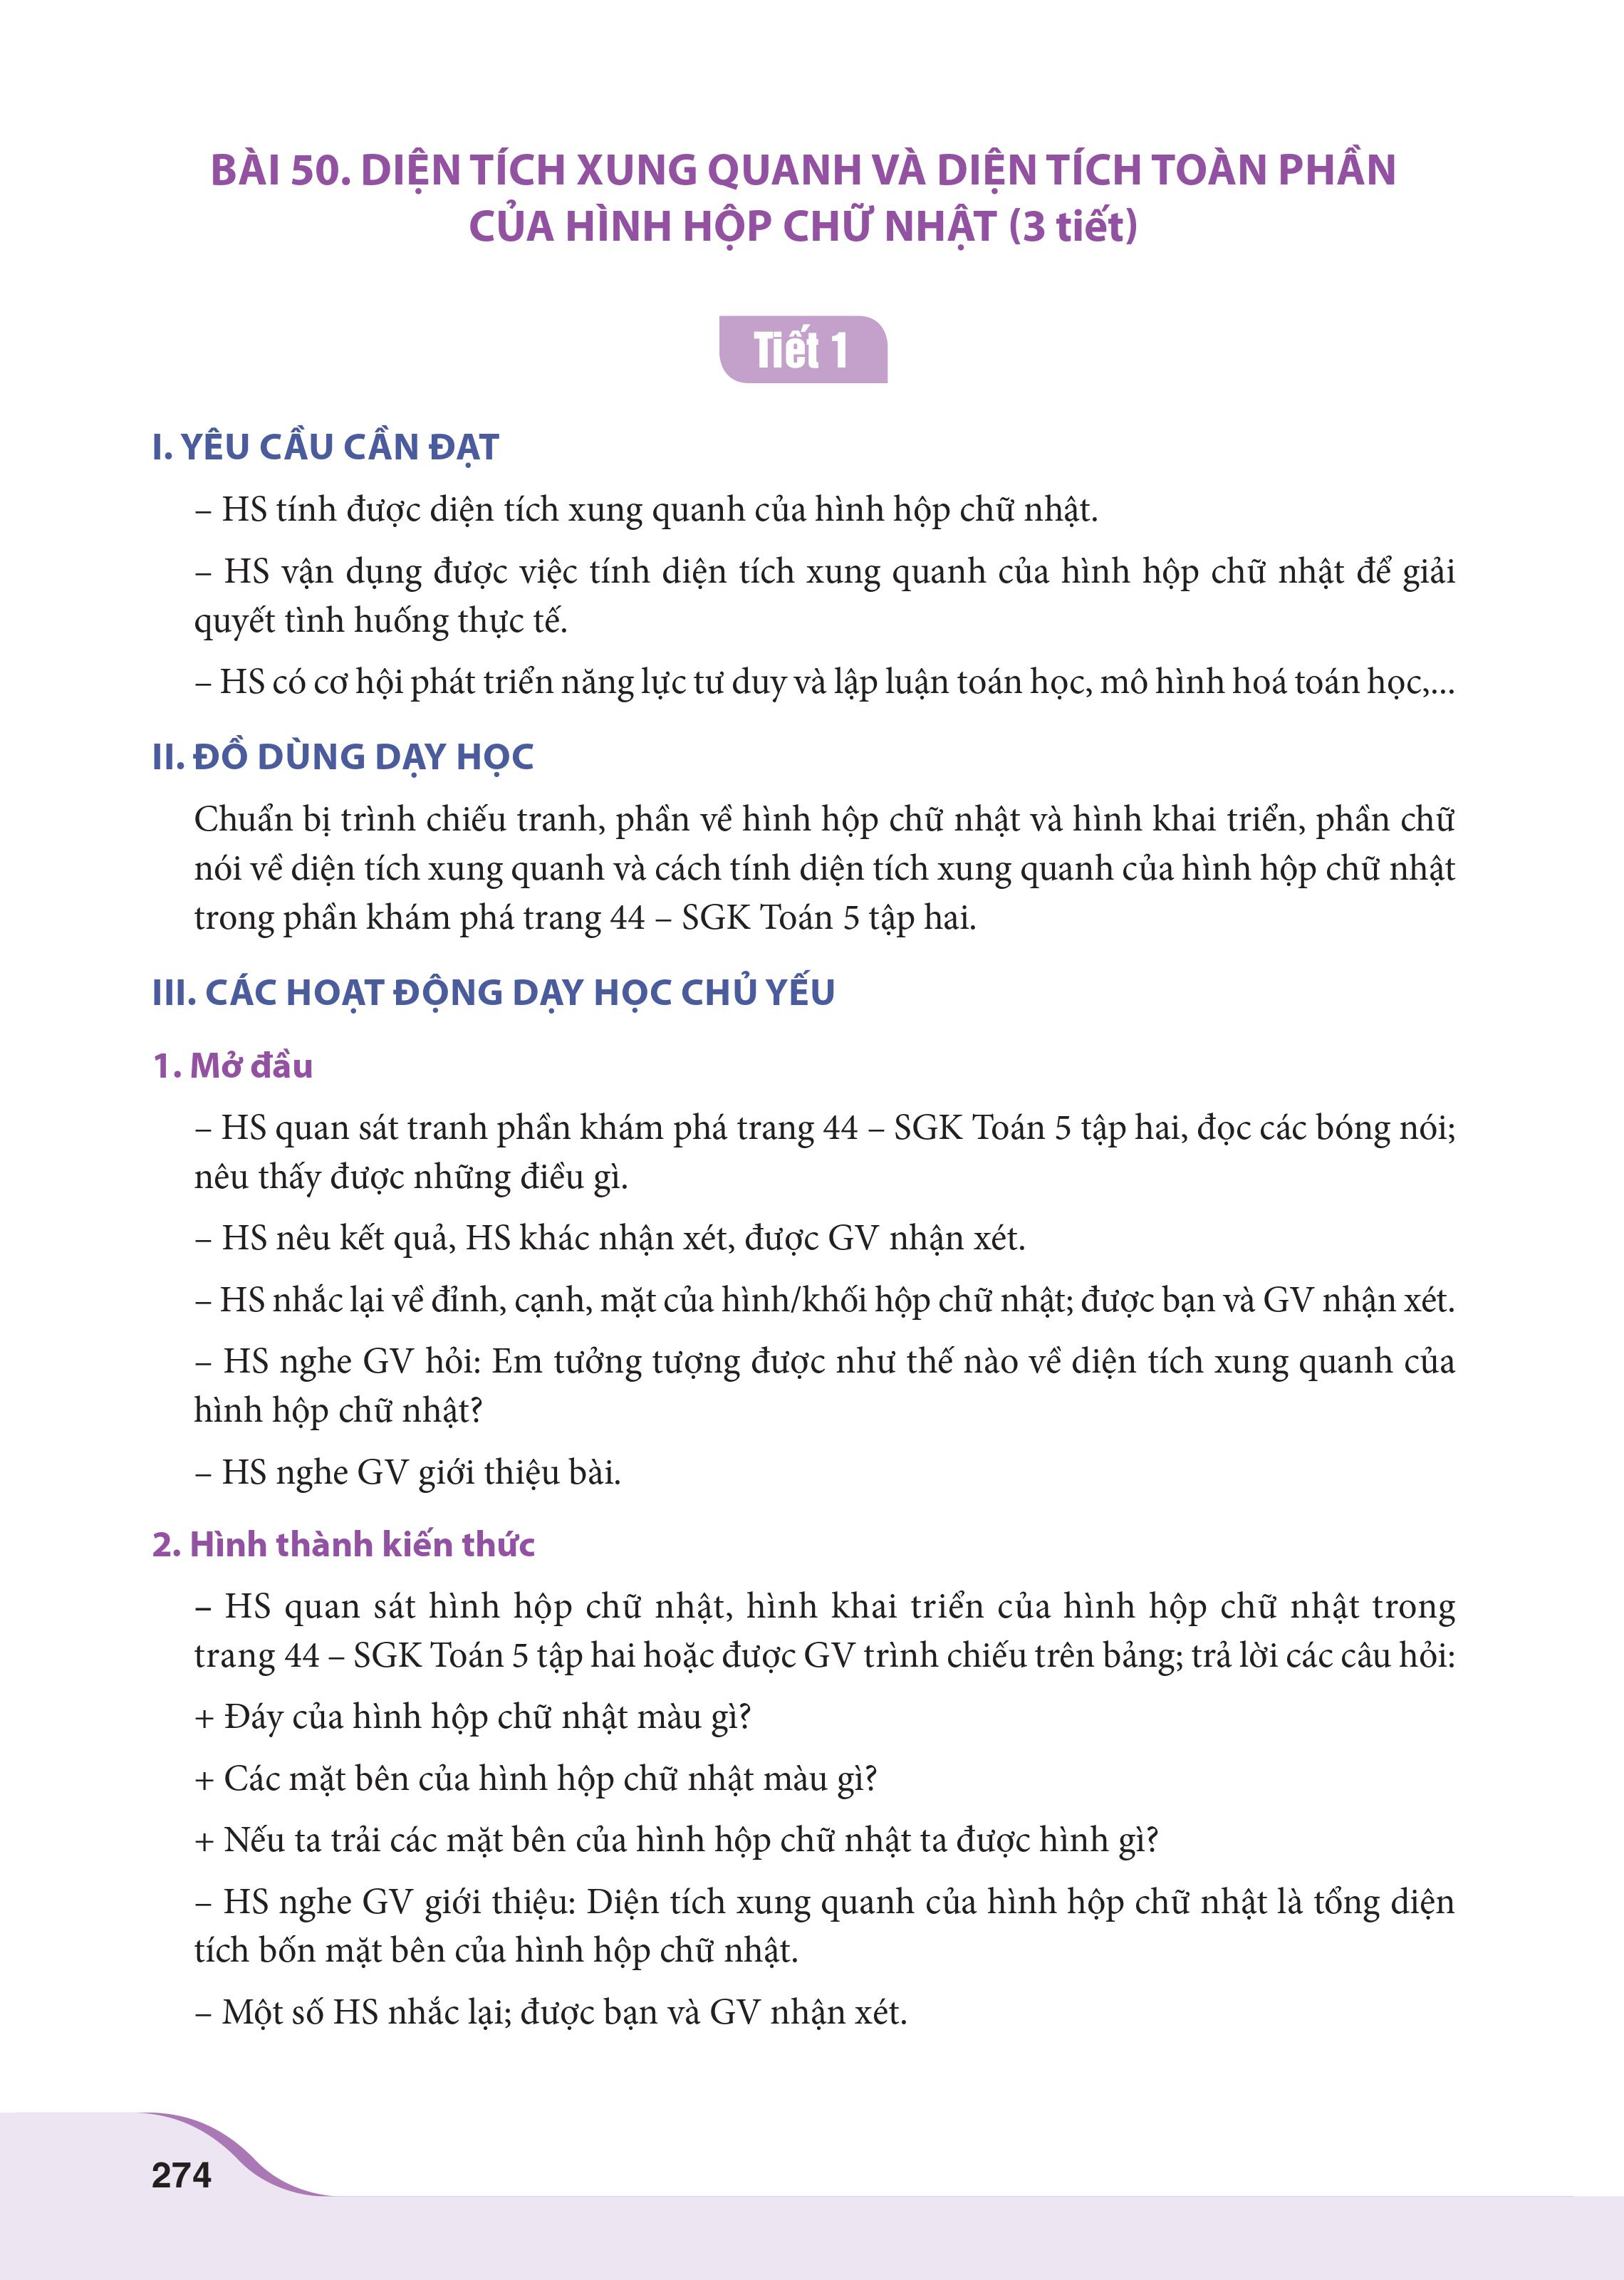 BÀI 50. DIỆN TÍCH XUNG QUANH VÀ DIỆN TÍCH TOÀN PHẦN
CỦA HÌNH HỘP CHỮ NHẬT (3 tiết)
Tiết 1
I. YÊU CẦU CẦN ĐẠT
– HS tính được diện tích xung quanh của hình hộp chữ nhật.
– HS vận dụng được việc tính diện tích xung quanh của hình hộp chữ nhật để giải
quyết tình huống thực tế.
– HS có cơ hội phát triển năng lực tư duy và lập luận toán học, mô hình hoá toán học,...
II. ĐỒ DÙNG DẠY HỌC
Chuẩn bị trình chiếu tranh, phần về hình hộp chữ nhật và hình khai triển, phần chữ
nói về diện tích xung quanh và cách tính diện tích xung quanh của hình hộp chữ nhật
trong phần khám phá trang 44 – SGK Toán 5 tập hai.
III. CÁC HOẠT ĐỘNG DẠY HỌC CHỦ YẾU
1. Mở đầu
– HS quan sát tranh phần khám phá trang 44 – SGK Toán 5 tập hai, đọc các bóng nói;
nêu thấy được những điều gì.
– HS nêu kết quả, HS khác nhận xét, được GV nhận xét.
– HS nhắc lại về đỉnh, cạnh, mặt của hình/khối hộp chữ nhật; được bạn và GV nhận xét.
– HS nghe GV hỏi: Em tưởng tượng được như thế nào về diện tích xung quanh của
hình hộp chữ nhật?
– HS nghe GV giới thiệu bài.
2. Hình thành kiến thức
– HS quan sát hình hộp chữ nhật, hình khai triển của hình hộp chữ nhật trong
trang 44 – SGK Toán 5 tập hai hoặc được GV trình chiếu trên bảng; trả lời các câu hỏi:
+ Đáy của hình hộp chữ nhật màu gì?
+ Các mặt bên của hình hộp chữ nhật màu gì?
+ Nếu ta trải các mặt bên của hình hộp chữ nhật ta được hình gì?
– HS nghe GV giới thiệu: Diện tích xung quanh của hình hộp chữ nhật là tổng diện
tích bốn mặt bên của hình hộp chữ nhật.
– Một số HS nhắc lại; được bạn và GV nhận xét.
274